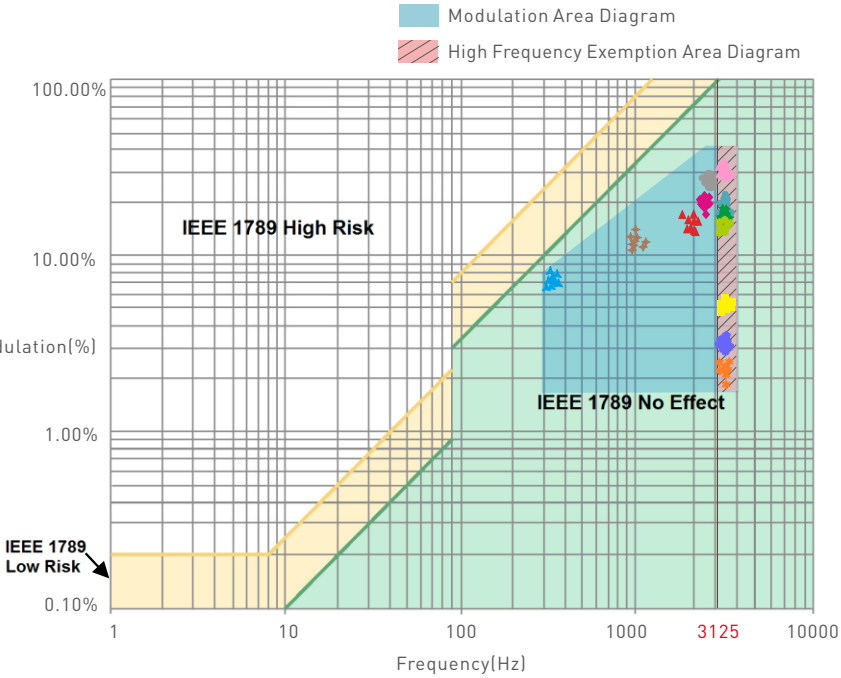 Modulation Area Diagram
High Frequency Exemption Area Diagram
100.00%
IEEE 1789 High Risk
10.00%
dulation(%)
IEEE 1789 No Effect
1.00%
IEEE 1789
Low Risk
0.10%
1 10 100 1000 3125 10000
Frequency(Hz)